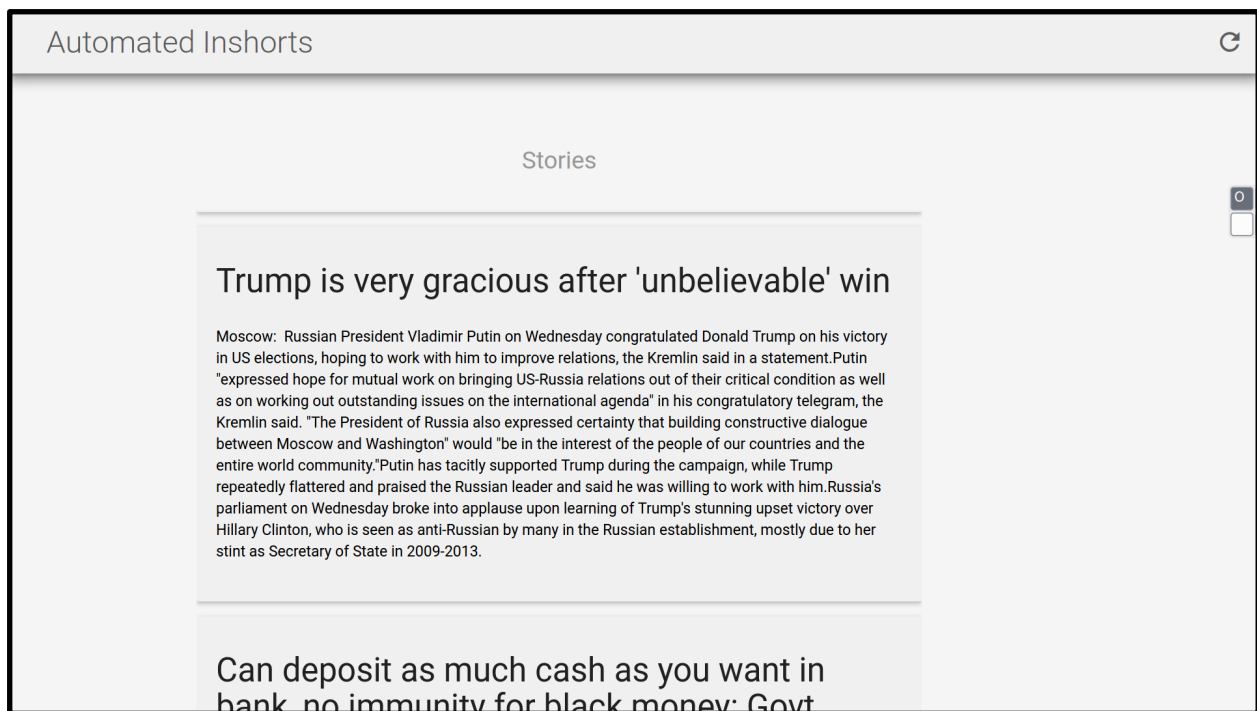 Automated Inshorts
Stories
O
Trump is very gracious after 'unbelievable' win
Moscow:  Russian President Vladimir Putin on Wednesday congratulated Donald Trump on his victory
in US elections, hoping to work with him to improve relations, the Kremlin said in a statement.Putin
"expressed hope for mutual work on bringing US-Russia relations out of their critical condition as well
as on working out outstanding issues on the international agenda" in his congratulatory telegram, the
Kremlin said. "The President of Russia also expressed certainty that building constructive dialogue
between Moscow and Washington" would "be in the interest of the people of our countries and the
entire world community."Putin has tacitly supported Trump during the campaign, while Trump
repeatedly flattered and praised the Russian leader and said he was willing to work with him.Russia's
parliament on Wednesday broke into applause upon learning of Trump's stunning upset victory over
Hillary Clinton, who is seen as anti-Russian by many in the Russian establishment, mostly due to her
stint as Secretary of State in 2009-2013.
Can deposit as much cash as you want in
bank, no immunity for black money: Govt